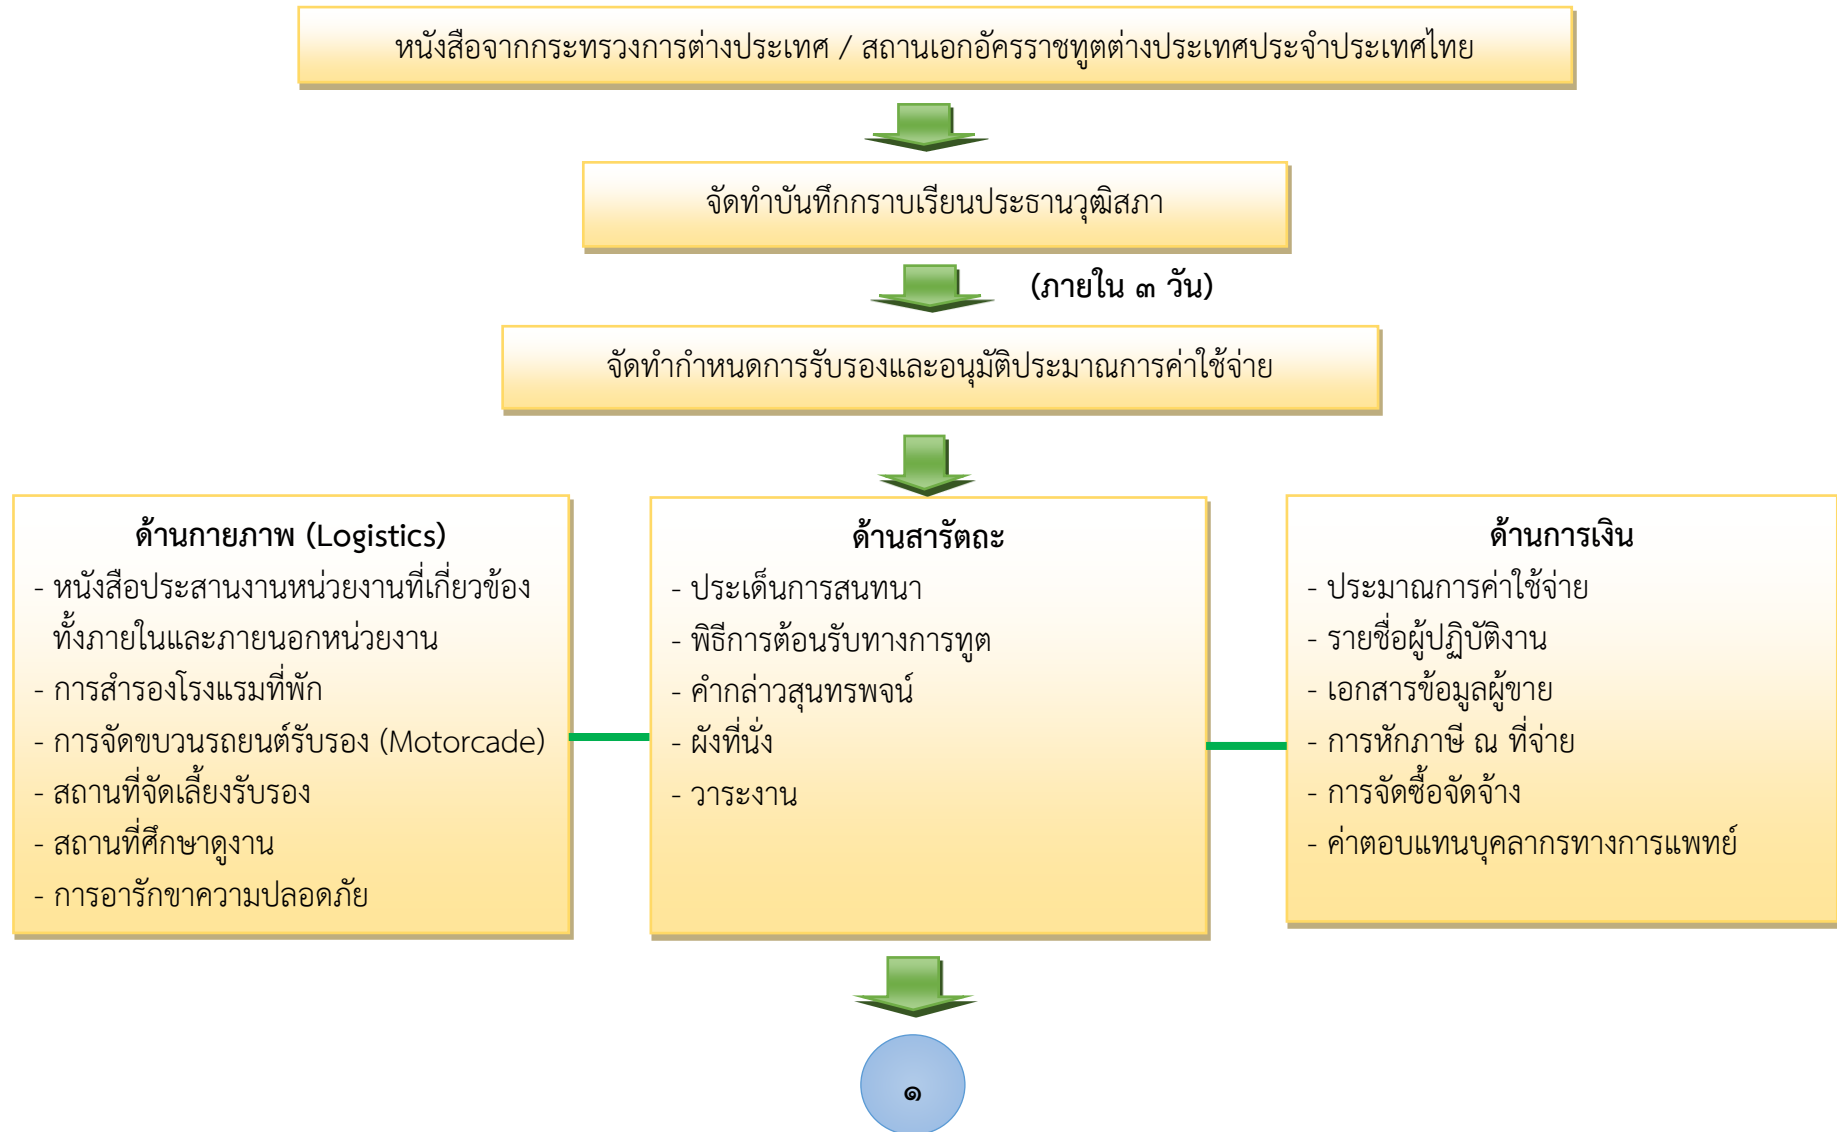 หนังสือจากกระทรวงการต่างประเทศ / สถานเอกอัครราชทูตต่างประเทศประจำประเทศไทย
จัดทำบันทึกกราบเรียนประธานวุฒิสภา
(ภายใน ๓ วัน)
จัดทำกำหนดการรับรองและอนุมัติประมาณการค่าใช้จ่าย
ด้านกายภาพ (Logistics)
- หนังสือประสานงานหน่วยงานที่เกี่ยวข้อง
ทั้งภายในและภายนอกหน่วยงาน
- การสำรองโรงแรมที่พัก
- การจัดขบวนรถยนต์รับรอง (Motorcade)
- สถานที่จัดเลี้ยงรับรอง
- สถานที่ศึกษาดูงาน
- การอารักขาความปลอดภัย
ด้านสารัตถะ
- ประเด็นการสนทนา
- พิธีการต้อนรับทางการทูต
- คำกล่าวสุนทรพจน์
- ผังที่นั่ง
- วาระงาน
ด้านการเงิน
- ประมาณการค่าใช้จ่าย
- รายชื่อผู้ปฏิบัติงาน
- เอกสารข้อมูลผู้ขาย
- การหักภาษี ณ ที่จ่าย
- การจัดซื้อจัดจ้าง
- ค่าตอบแทนบุคลากรทางการแพทย์
๑